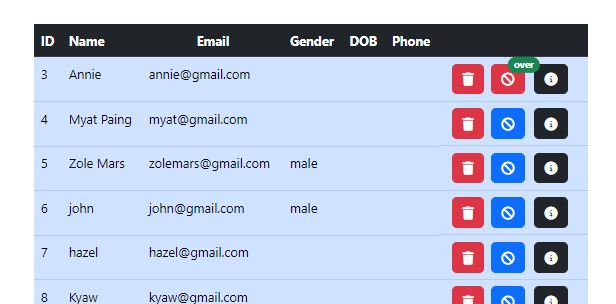 ID Name Email Gender DOB Phone
over
3 Annie annie@gmail.com
4 Myat Paing myat@gmail.com
5 Zole Mars zolemars@gmail.com male
6 john john@gmail.com male
7 hazel hazel@gmail.com
8 Kyaw kyaw@gmail.com